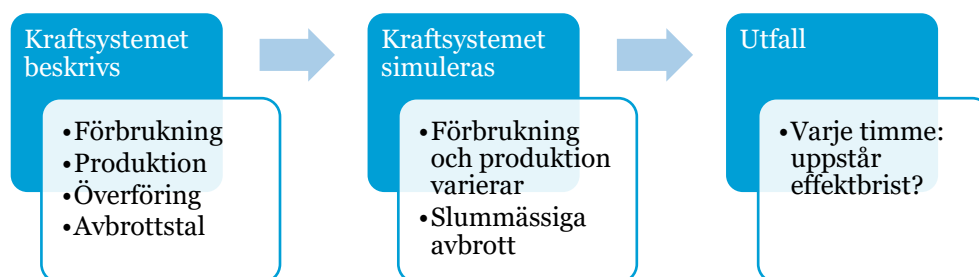 Kraftsystemet
beskrivs
•Förbrukning
•Produktion
•Överföring
•Avbrottstal
Kraftsystemet
simuleras
•Förbrukning
och produktion
varierar
•Slummässiga
avbrott
Utfall
•Varje timme:
uppstår
effektbrist?